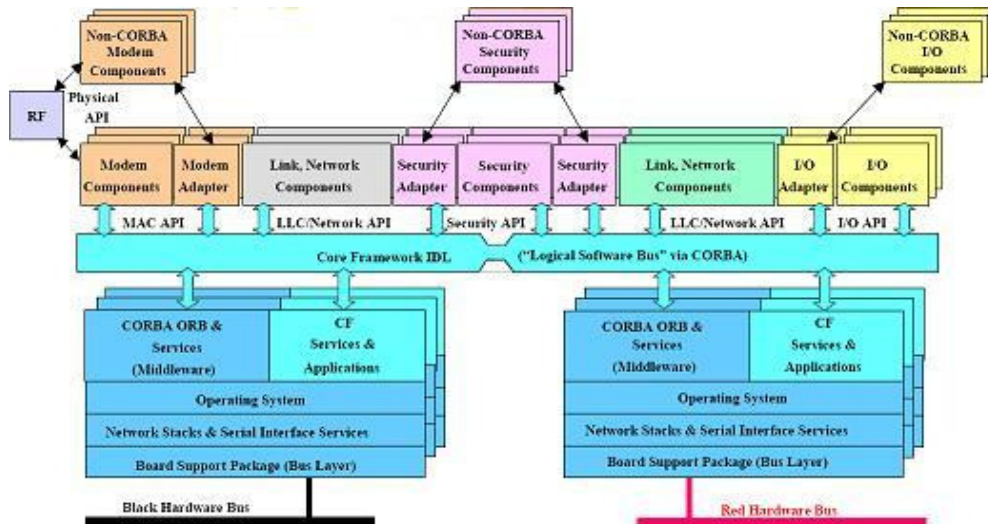 Non-CORBA
Modem
Components
Non-CORBA
Security
Components
Non-CORBA
I/O
Components
RF
Physical
API
Modem
Components
Modem
Adapter
Link, Network
Components
Security
Adapter
Security
Components
Security
Adapter
Link, Network
Components
I/O
Adapter
I/O
Components
MAC API
LLC/Network API
Security API
LLC/Network API
I/O API
Core Framework IDL
("Logical Software Bus" via CORBA)
CORBA ORB &
Services
(Middleware)
CF
Services &
Applications
Operating System
Network Stacks & Serial Interface Services
Board Support Package (Bus Layer)
Black Hardware Bus
CORBA ORB &
Services
(Middleware)
CF
Services &
Applications
Operating System
Network Stacks & Serial Interface Services
Board Support Package (Bus Layer)
Red Hardware Bus